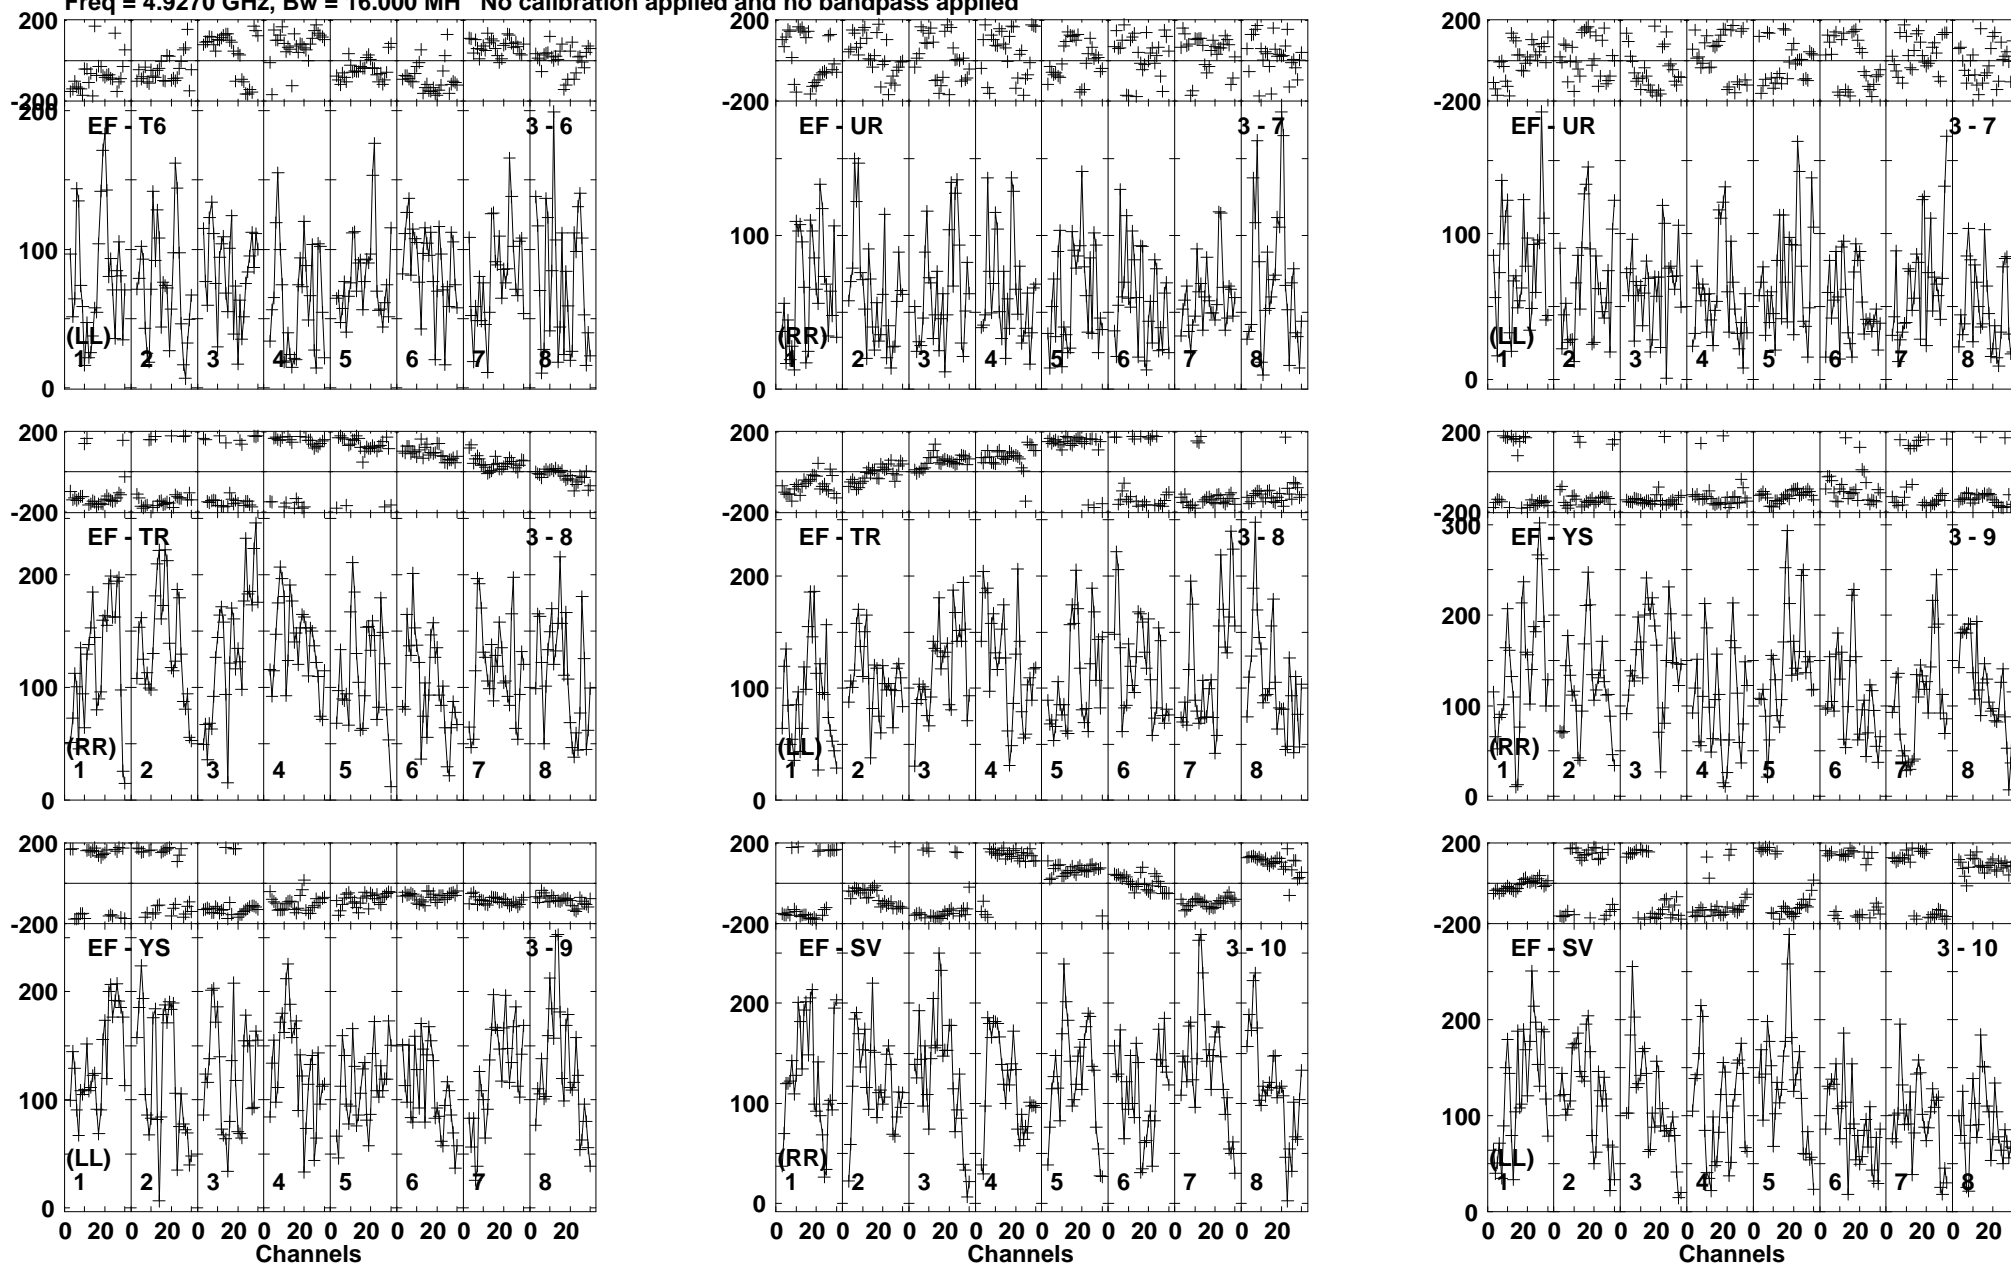 Freq = 4.9270 GHz, Bw = 16.000 MH No calibration applied and no bandpass applied
200 200 200
-200 -200 -200
200
EF - T6 3 - 6 EF - UR 3 - 7 EF - UR 3 - 7
100 100 100
(LL) (RR) (LL)
1 2 3 4 5 6 7 8 1 2 3 4 5 6 7 8 1 2 3 4 5 6 7 8
0 0 0
200 200 200
-200 -200 -200
300
EF - TR 3 - 8 EF - TR 3 - 8 EF - YS 3 - 9
200 200 200
100 100 100
(RR) (LL) (RR)
1 2 3 4 5 6 7 8 1 2 3 4 5 6 7 8 1 2 3 4 5 6 7 8
0 0 0
200 200 200
-200 -200 -200
EF - YS 3 - 9 EF - SV 3 - 10 EF - SV 3 - 10
200 200 200
100 100 100
(LL) (RR) (LL)
1 2 3 4 5 6 7 8 1 2 3 4 5 6 7 8 1 2 3 4 5 6 7 8
0 0 0
0 20 0 20 0 20 0 20 0 20 0 20 0 20 0 20 0 20 0 20 0 20 0 20 0 20 0 20 0 20 0 20 0 20 0 20 0 20 0 20 0 20 0 20 0 20 0 20
Channels Channels Channels